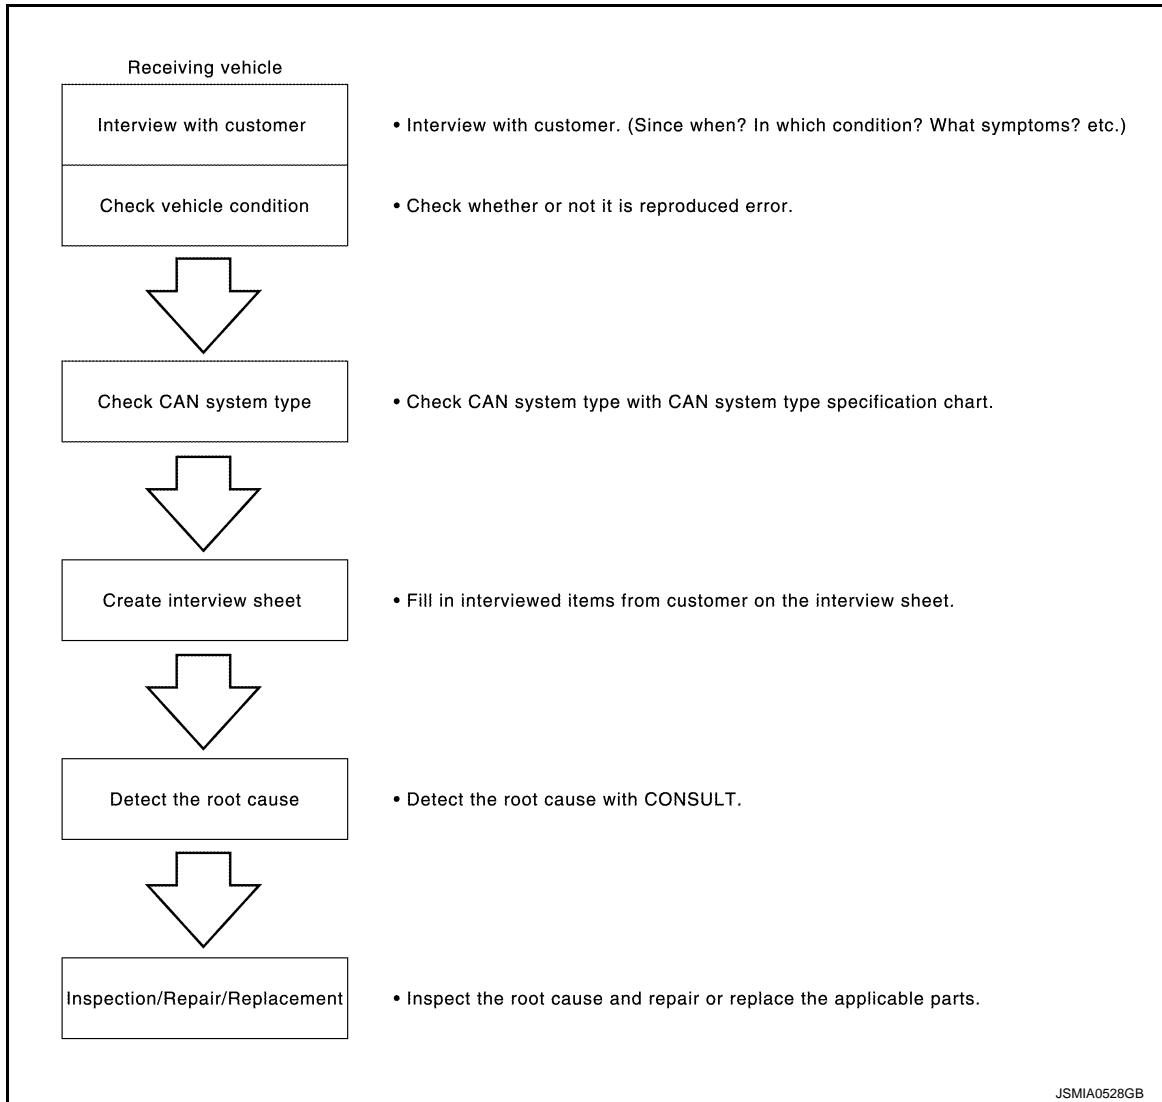 Receiving vehicle
Interview with customer
• Interview with customer. (Since when? In which condition? What symptoms? etc.)
Check vehicle condition
• Check whether or not it is reproduced error.
Check CAN system type
• Check CAN system type with CAN system type specification chart.
Create interview sheet
• Fill in interviewed items from customer on the interview sheet.
Detect the root cause
• Detect the root cause with CONSULT.
Inspection/Repair/Replacement
• Inspect the root cause and repair or replace the applicable parts.
JSMIA0528GB